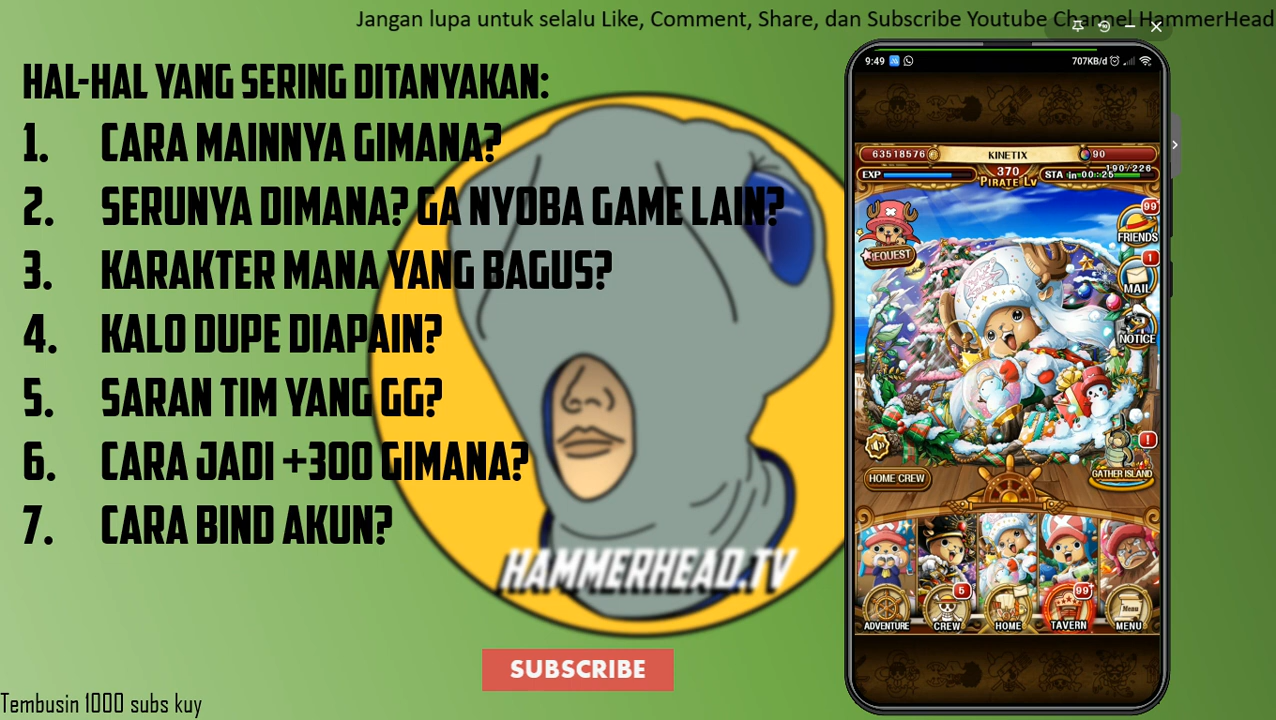 Jangan lupa untuk selalu Like, Comment, Share, dan Subscribe Youtube Channel HammerHead
HAL-HAL YANG SERING DITANYAKAN:
1. CARA MAINNYA GIMANA?
2. SERUNYA DIMANA? GA NYOBA GAME LAIN?
3. KARAKTER MANA YANG BAGUS?
4. KALO DUPE DIAPAIN?
5. SARAN TIM YANG GG?
6. CARA JADI +300 GIMANA?
7. CARA BIND AKUN?
HAMMERHEAD.TV
SUBSCRIBE
Tembusin 1000 subs kuy
9:49 707KB/d
63518576 KINETIX 90
EXP 370 STA in 00:25 190/226
PIRATE LV
99
FRIENDS
REQUEST
1
MAIL
NOTICE
!
GATHER ISLAND
HOME CREW
5 99+
ADVENTURE CREW HOME TAVERN MENU